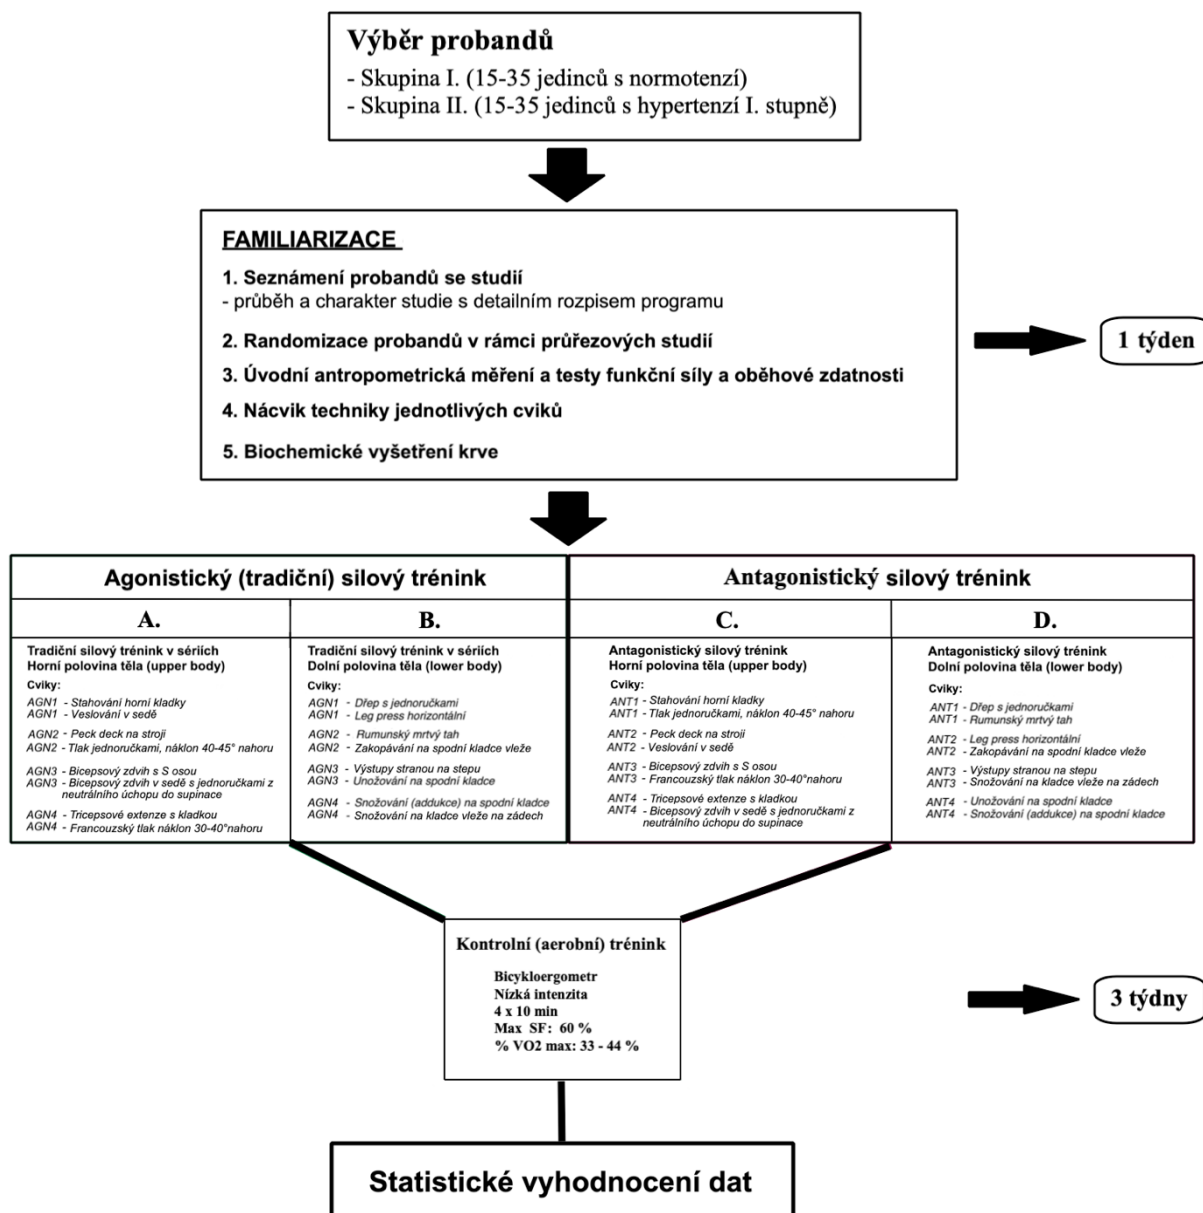 Výběr probandů
- Skupina I. (15-35 jedinců s normotenzí)
- Skupina II. (15-35 jedinců s hypertenzí I. stupně)
FAMILIARIZACE
1. Seznámení probandů se studií
- průběh a charakter studie s detailním rozpisem programu
2. Randomizace probandů v rámci průřezových studií
3. Úvodní antropometrická měření a testy funkční síly a oběhové zdatnosti
4. Nácvik techniky jednotlivých cviků
5. Biochemické vyšetření krve
1 týden
Agonistický (tradiční) silový trénink
A.
Tradiční silový trénink v sériích
Horní polovina těla (upper body)
Cviky:
AGN1 - Stahování horní kladky
AGN1 - Veslování v sedě
AGN2 - Peck deck na stroji
AGN2 - Tlak jednoručkami, náklon 40-45° nahoru
AGN3 - Bicepsový zdvih s S osou
AGN3 - Bicepsový zdvih v sedě s jednoručkami z
neutrálního úchopu do supinace
AGN4 - Tricepsové extenze s kladkou
AGN4 - Francouzský tlak náklon 30-40°nahoru
B.
Tradiční silový trénink v sériích
Dolní polovina těla (lower body)
Cviky:
AGN1 - Dřep s jednoručkami
AGN1 - Leg press horizontální
AGN2 - Rumunský mrtvý tah
AGN2 - Zakopávání na spodní kladce vleže
AGN3 - Výstupy stranou na stepu
AGN3 - Unožování na spodní kladce
AGN4 - Snožování (addukce) na spodní kladce
AGN4 - Snožování na kladce vleže na zádech
Antagonistický silový trénink
C.
Antagonistický silový trénink
Horní polovina těla (upper body)
Cviky:
ANT1 - Stahování horní kladky
ANT1 - Tlak jednoručkami, náklon 40-45° nahoru
ANT2 - Peck deck na stroji
ANT2 - Veslování v sedě
ANT3 - Bicepsový zdvih s S osou
ANT3 - Francouzský tlak náklon 30-40°nahoru
ANT4 - Tricepsové extenze s kladkou
ANT4 - Bicepsový zdvih v sedě s jednoručkami z
neutrálního úchopu do supinace
D.
Antagonistický silový trénink
Dolní polovina těla (lower body)
Cviky:
ANT1 - Dřep s jednoručkami
ANT1 - Rumunský mrtvý tah
ANT2 - Leg press horizontální
ANT2 - Zakopávání na spodní kladce vleže
ANT3 - Výstupy stranou na stepu
ANT3 - Snožování na kladce vleže na zádech
ANT4 - Unožování na spodní kladce
ANT4 - Snožování (addukce) na spodní kladce
Kontrolní (aerobní) trénink
Bicykloergometr
Nízká intenzita
4 x 10 min
Max SF: 60 %
% VO2 max: 33 - 44 %
3 týdny
Statistické vyhodnocení dat